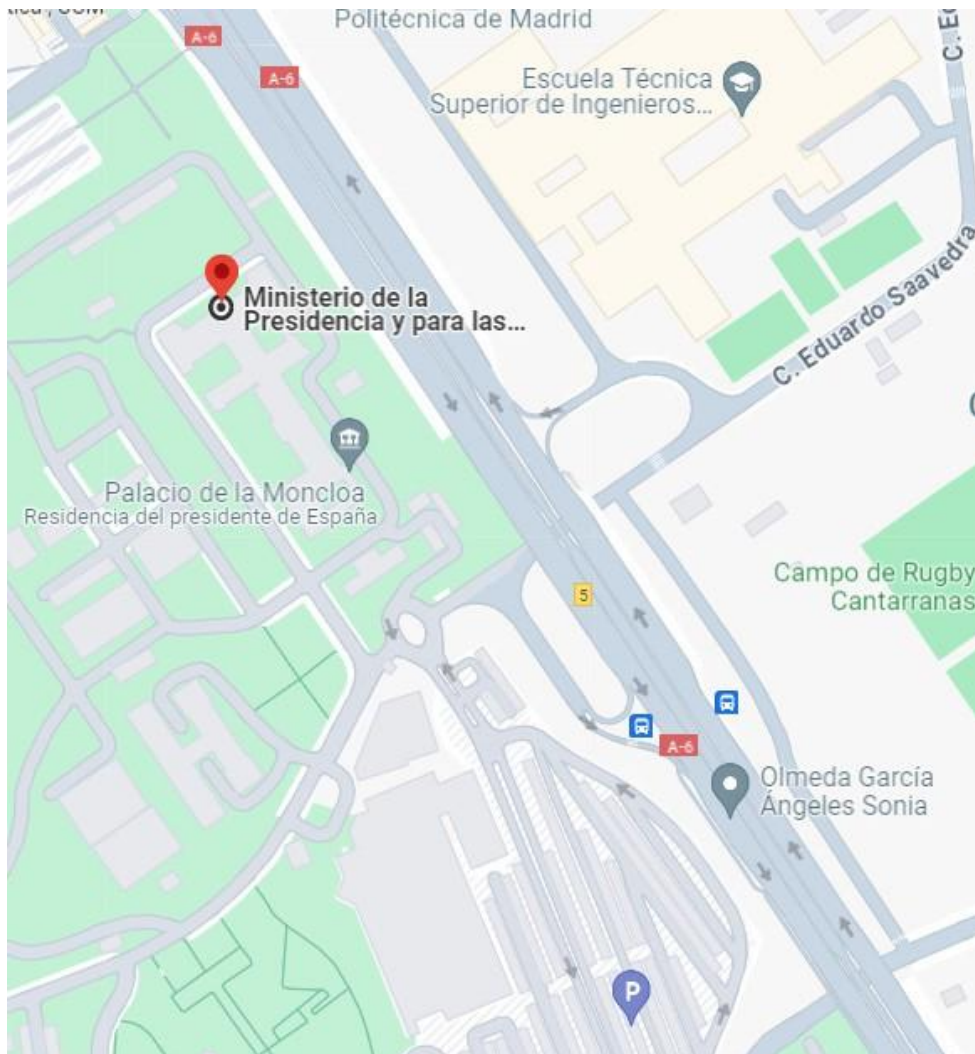 Politécnica de Madrid
A-6
A-6
Escuela Técnica
Superior de Ingenieros...
C. Eduardo Saavedra
Ministerio de la
Presidencia y para las...
Palacio de la Moncloa
Residencia del presidente de España
5
Campo de Rugby
Cantarranas
A-6
Olmeda García
Ángeles Sonia
P